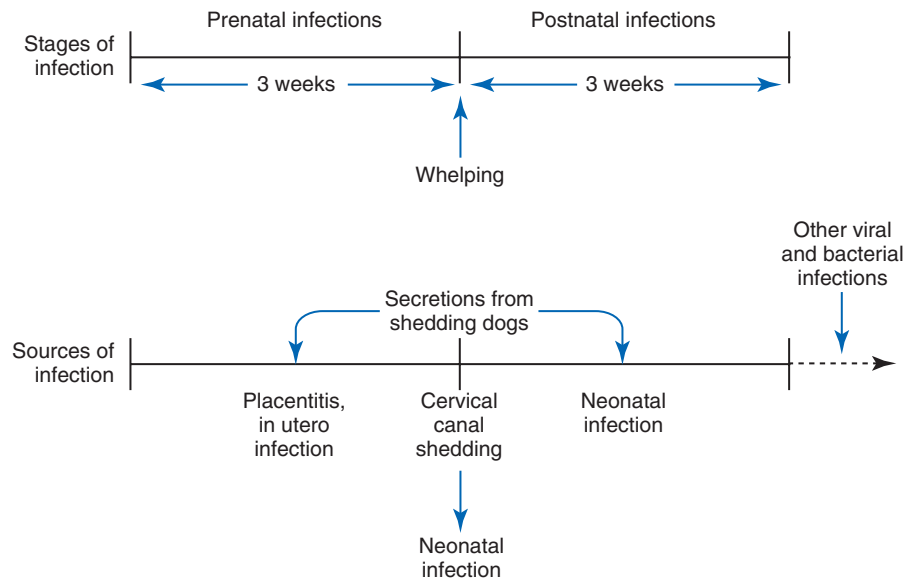 Prenatal infections
Postnatal infections
Stages of
infection
3 weeks
3 weeks
Whelping
Other viral
and bacterial
infections
Secretions from
shedding dogs
Sources of
infection
Placentitis,
in utero
infection
Cervical
canal
shedding
Neonatal
infection
Neonatal
infection